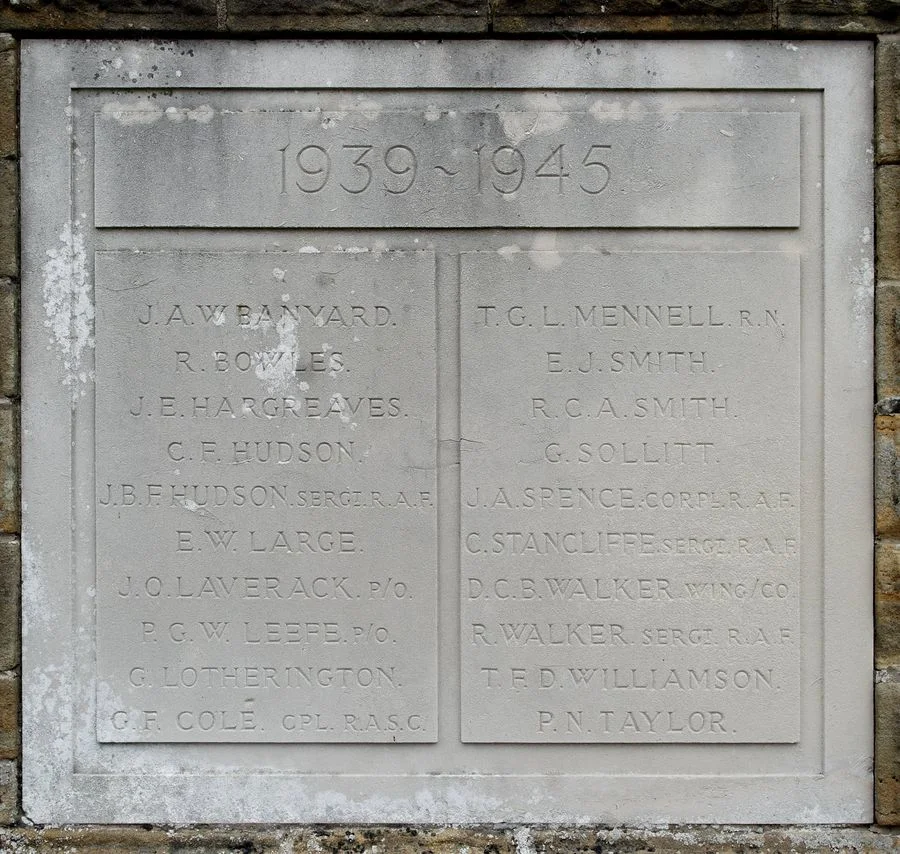 1939~1945
J.A.W BANYARD.
R. BOWLES.
J.E.HARGREAVES.
C.F. HUDSON.
J.B.F.HUDSON.SERGT.R.A.F.
E.W. LARGE.
J.O.LAVERACK. P/O.
P.G.W. LEEFE.P/O.
G.LOTHERINGTON.
G.F. COLE. CPL. R.A.S.C.
T.G.L.MENNELL.R.N.
E.J.SMITH.
R.C.A.SMITH.
G.SOLLITT.
J.A.SPENCE.CORPL.R.A.F.
C.STANCLIFFE.SERGT.R.A.F.
D.C.B.WALKER.WING/CO.
R.WALKER.SERGT.R.A.F.
T.F.D.WILLIAMSON.
P.N.TAYLOR.